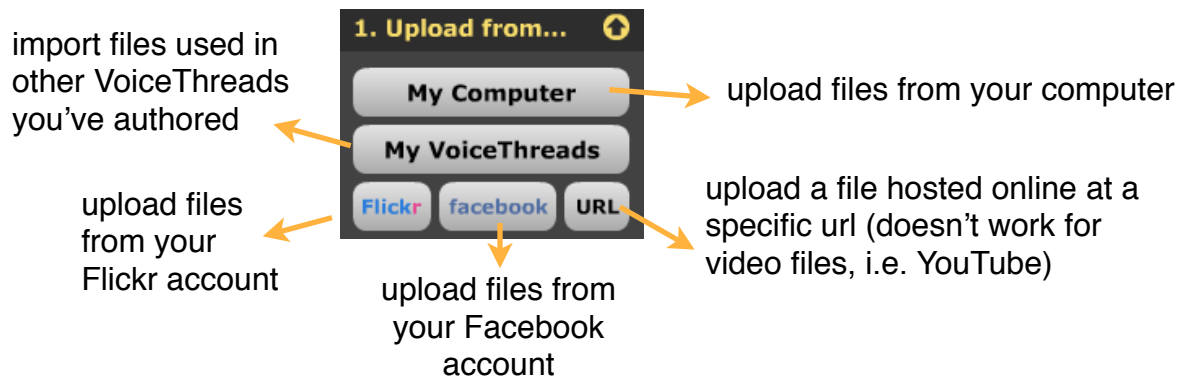 1. Upload from...
import files used in
other VoiceThreads
you’ve authored
My Computer
upload files from your computer
My VoiceThreads
upload files
from your
Flickr account
Flickr
facebook
URL
upload a file hosted online at a
specific url (doesn’t work for
video files, i.e. YouTube)
upload files from
your Facebook
account